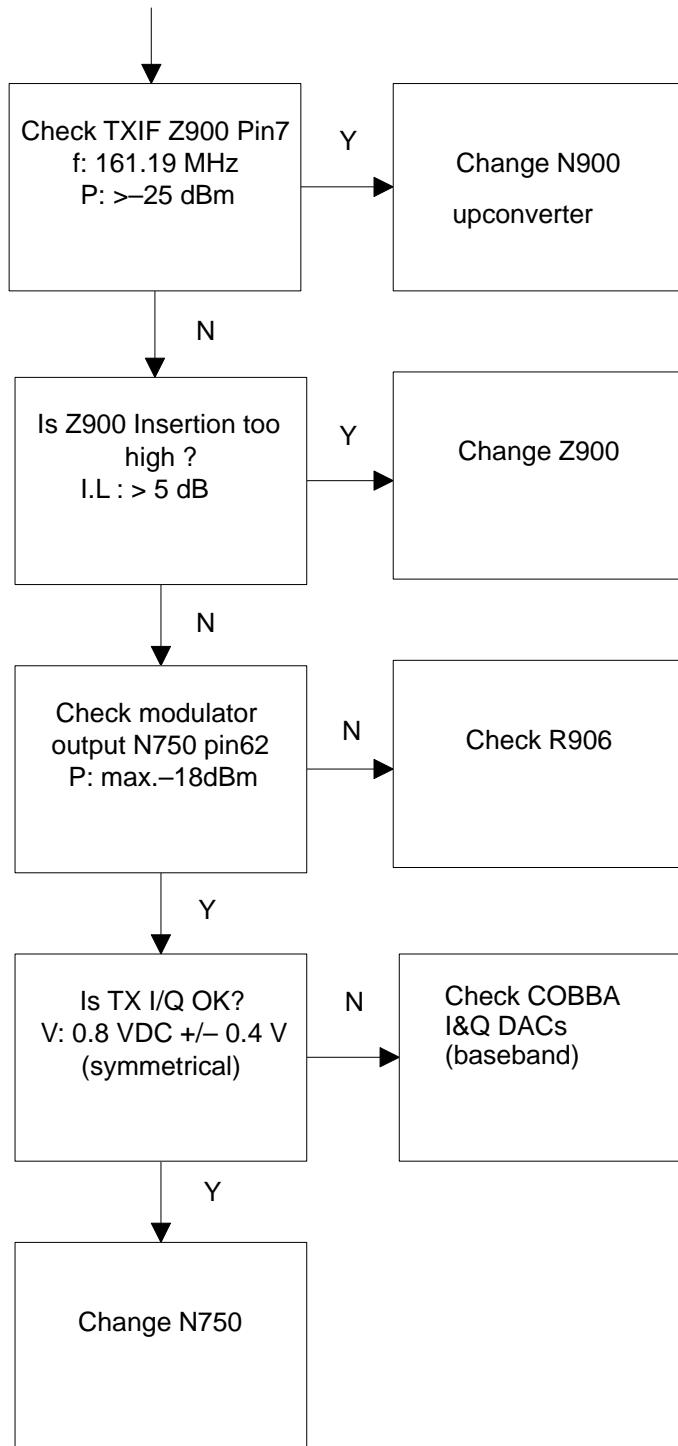 Check TXIF Z900 Pin7
f: 161.19 MHz
P: >–25 dBm
Y
Change N900
upconverter
N
Is Z900 Insertion too
high ?
I.L : > 5 dB
Y
Change Z900
N
Check modulator
output N750 pin62
P: max.–18dBm
N
Check R906
Y
Is TX I/Q OK?
V: 0.8 VDC +/– 0.4 V
(symmetrical)
N
Check COBBA
I&Q DACs
(baseband)
Y
Change N750